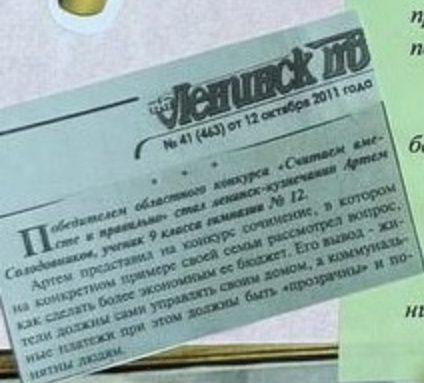 Ленинск ТВ
№ 41 (463) от 12 октября 2011 года
* * *
Победителем областного конкурса «Считаем вме-
сте и правильно» стал ленинск-кузнечанин Артем
Солодовников, ученик 9 класса гимназии № 12.
Артем представил на конкурс сочинение, в котором
на конкретном примере своей семьи рассмотрел вопрос,
как сделать более экономным ее бюджет. Его вывод - жи-
тели должны сами управлять своим домом, а коммуналь-
ные платежи при этом должны быть «прозрачны» и по-
нятны людям.